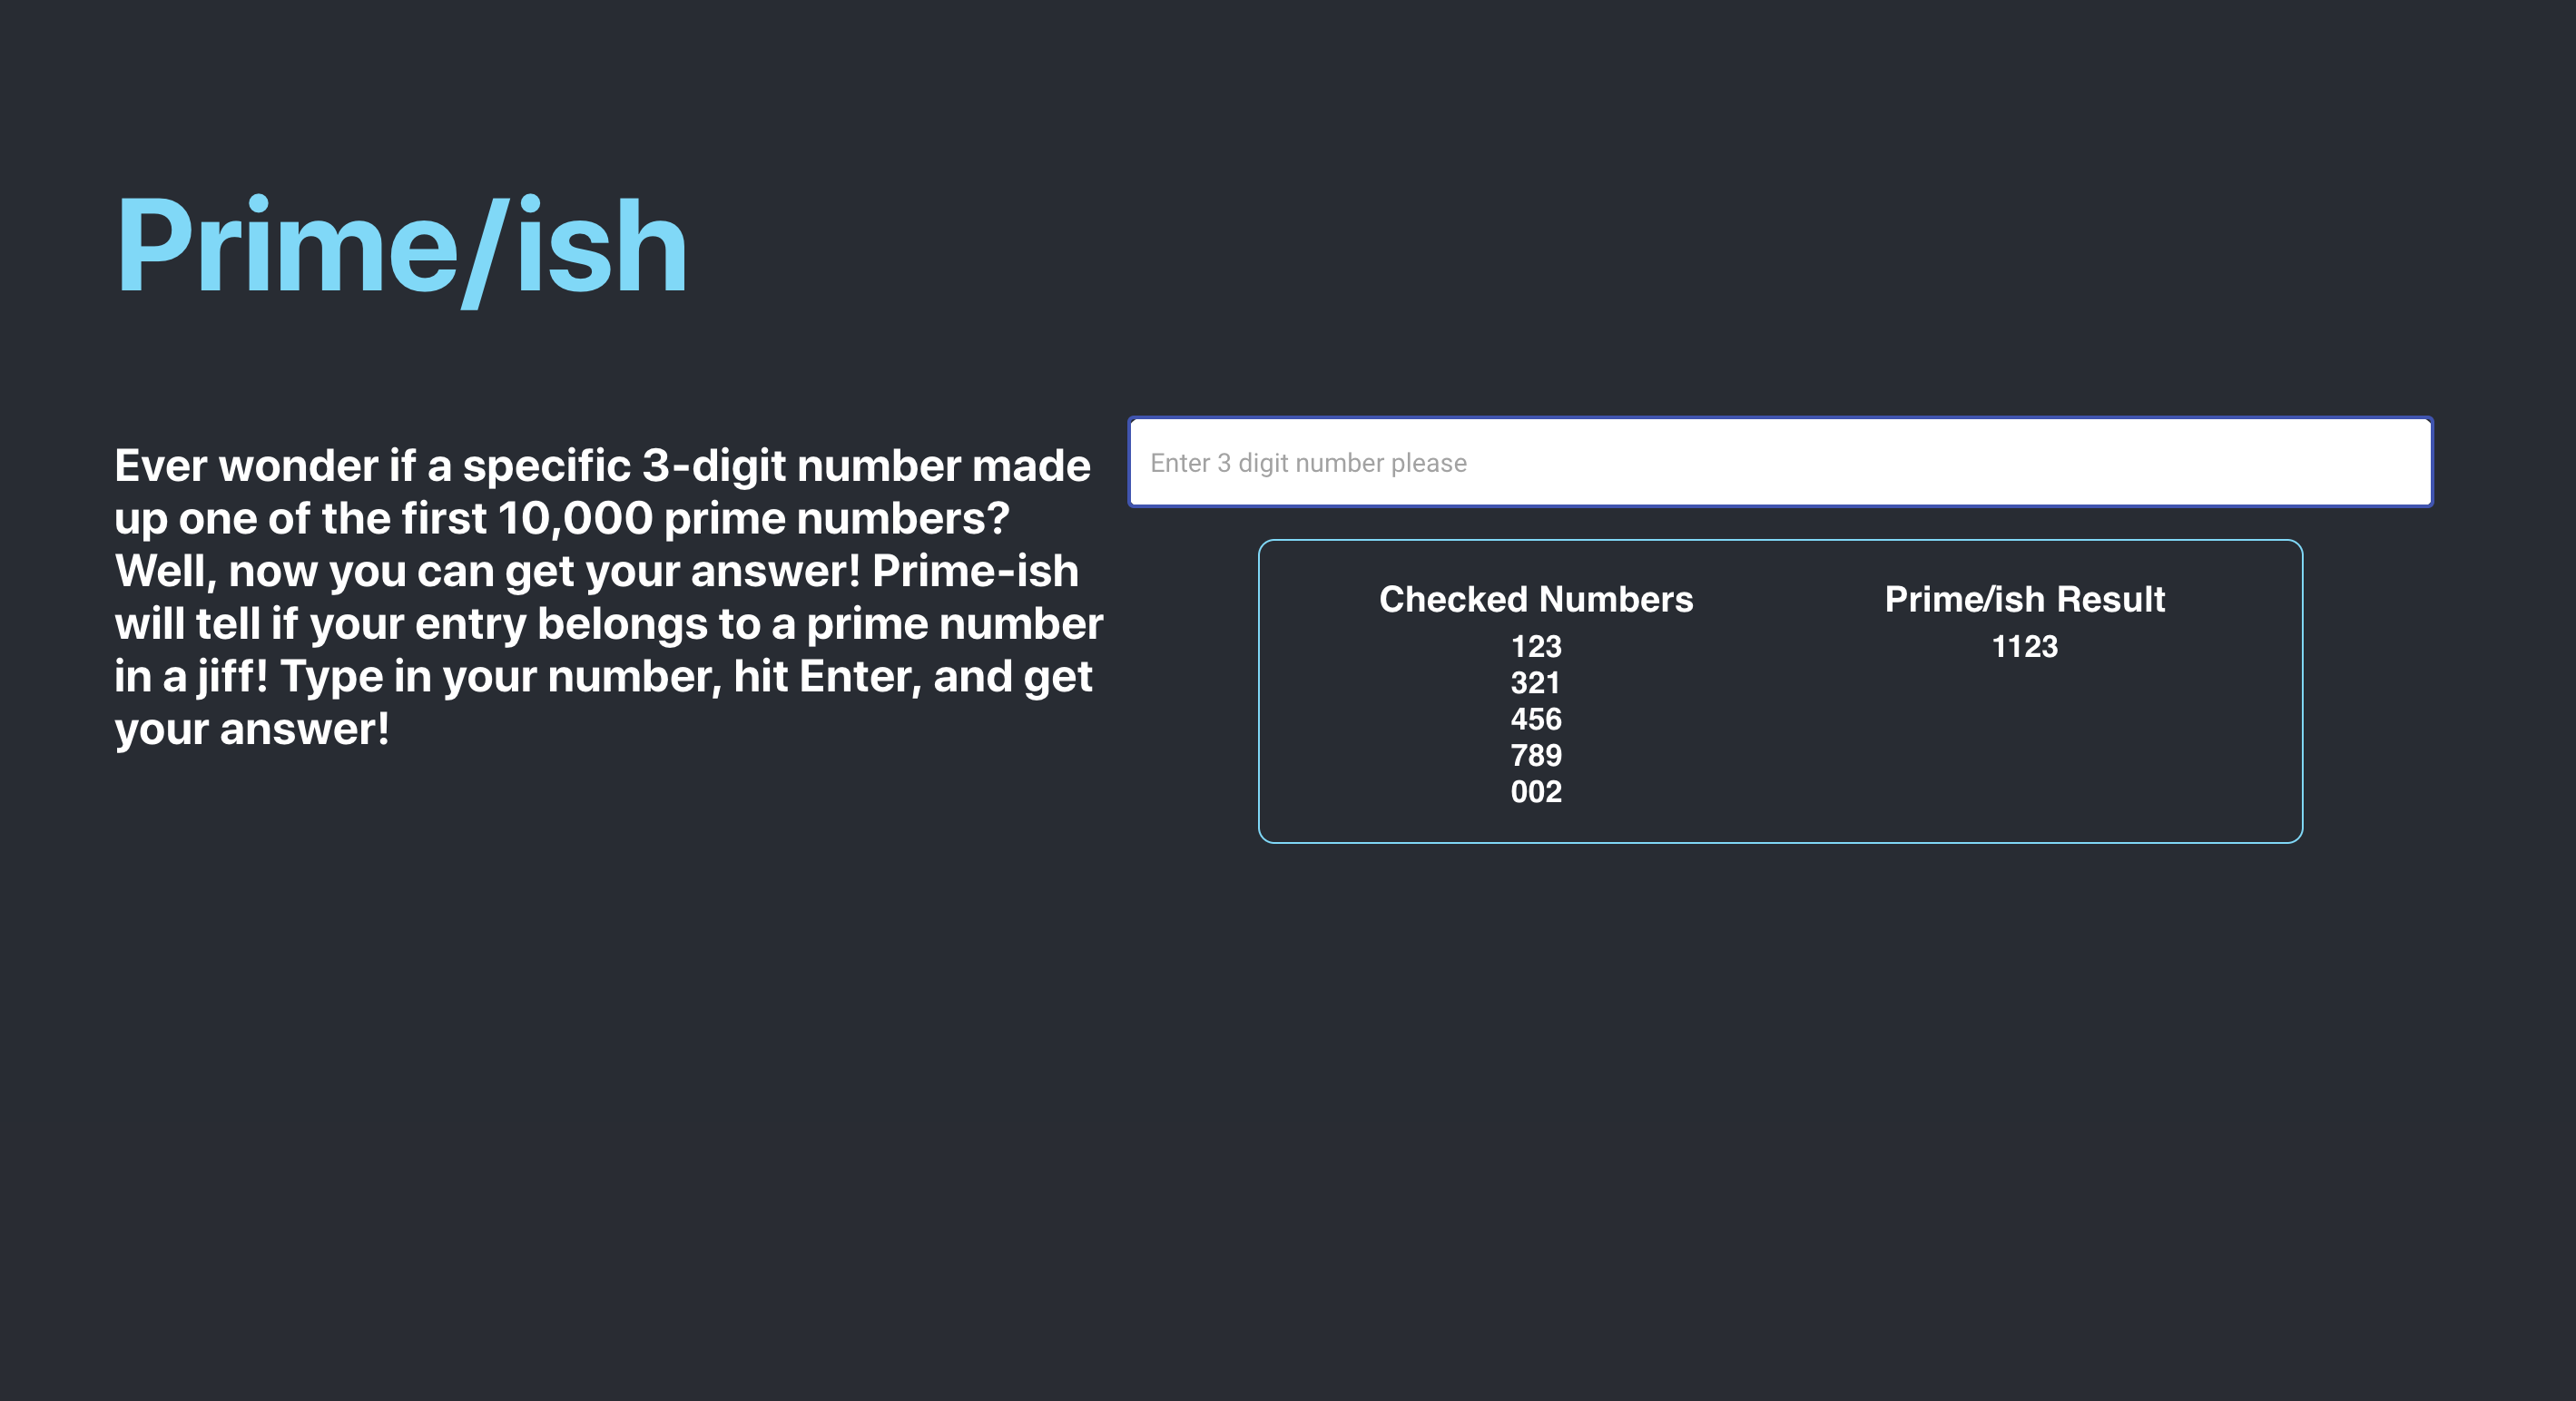 Prime/ish
Ever wonder if a specific 3-digit number made
up one of the first 10,000 prime numbers?
Well, now you can get your answer! Prime-ish
will tell if your entry belongs to a prime number
in a jiff! Type in your number, hit Enter, and get
your answer!
Enter 3 digit number please
Checked Numbers
123
321
456
789
002
Prime/ish Result
1123